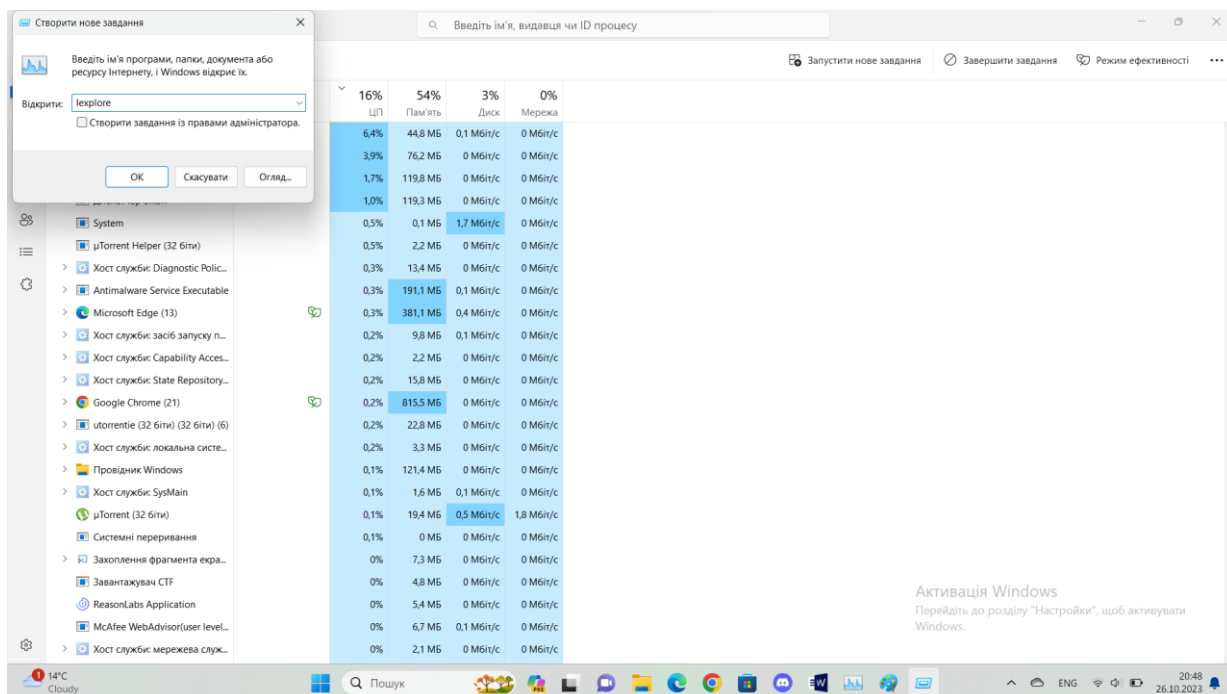 Створити нове завдання
Введіть ім'я, видавця чи ID процесу
Введіть ім'я програми, папки, документа або
ресурсу Інтернету, і Windows відкриє їх.
Відкрити: Iexplore
Створити завдання із правами адміністратора.
ОК Скасувати Огляд...
Запустити нове завдання Завершити завдання Режим ефективності
16% 54% 3% 0%
ЦП Пам'ять Диск Мережа
6,4% 44,8 МБ 0,1 Мбіт/с 0 Мбіт/с
3,9% 76,2 МБ 0 Мбіт/с 0 Мбіт/с
1,7% 119,8 МБ 0 Мбіт/с 0 Мбіт/с
1,0% 119,3 МБ 0 Мбіт/с 0 Мбіт/с
System 0,5% 0,1 МБ 1,7 Мбіт/с 0 Мбіт/с
µTorrent Helper (32 біти) 0,5% 2,2 МБ 0 Мбіт/с 0 Мбіт/с
Хост служби: Diagnostic Polic... 0,3% 13,4 МБ 0 Мбіт/с 0 Мбіт/с
Antimalware Service Executable 0,3% 191,1 МБ 0,1 Мбіт/с 0 Мбіт/с
Microsoft Edge (13) 0,3% 381,1 МБ 0,4 Мбіт/с 0 Мбіт/с
Хост служби: засіб запуску п... 0,2% 9,8 МБ 0,1 Мбіт/с 0 Мбіт/с
Хост служби: Capability Acces... 0,2% 2,2 МБ 0 Мбіт/с 0 Мбіт/с
Хост служби: State Repository... 0,2% 15,8 МБ 0 Мбіт/с 0 Мбіт/с
Google Chrome (21) 0,2% 815,5 МБ 0 Мбіт/с 0 Мбіт/с
utorrentie (32 біти) (32 біти) (6) 0,2% 22,8 МБ 0 Мбіт/с 0 Мбіт/с
Хост служби: локальна систе... 0,2% 3,3 МБ 0 Мбіт/с 0 Мбіт/с
Провідник Windows 0,1% 121,4 МБ 0 Мбіт/с 0 Мбіт/с
Хост служби: SysMain 0,1% 1,6 МБ 0,1 Мбіт/с 0 Мбіт/с
µTorrent (32 біти) 0,1% 19,4 МБ 0,5 Мбіт/с 1,8 Мбіт/с
Системні переривання 0,1% 0 МБ 0 Мбіт/с 0 Мбіт/с
Захоплення фрагмента екра... 0% 7,3 МБ 0 Мбіт/с 0 Мбіт/с
Завантажувач CTF 0% 4,8 МБ 0 Мбіт/с 0 Мбіт/с
ReasonLabs Application 0% 5,4 МБ 0 Мбіт/с 0 Мбіт/с
McAfee WebAdvisor(user level... 0% 6,7 МБ 0,1 Мбіт/с 0 Мбіт/с
Хост служби: мережева служ... 0% 2,1 МБ 0 Мбіт/с 0 Мбіт/с
Активація Windows
Перейдіть до розділу "Настройки", щоб активувати
Windows.
1 14°C
Cloudy
Пошук
PRE
W
ENG
20:48
26.10.2023